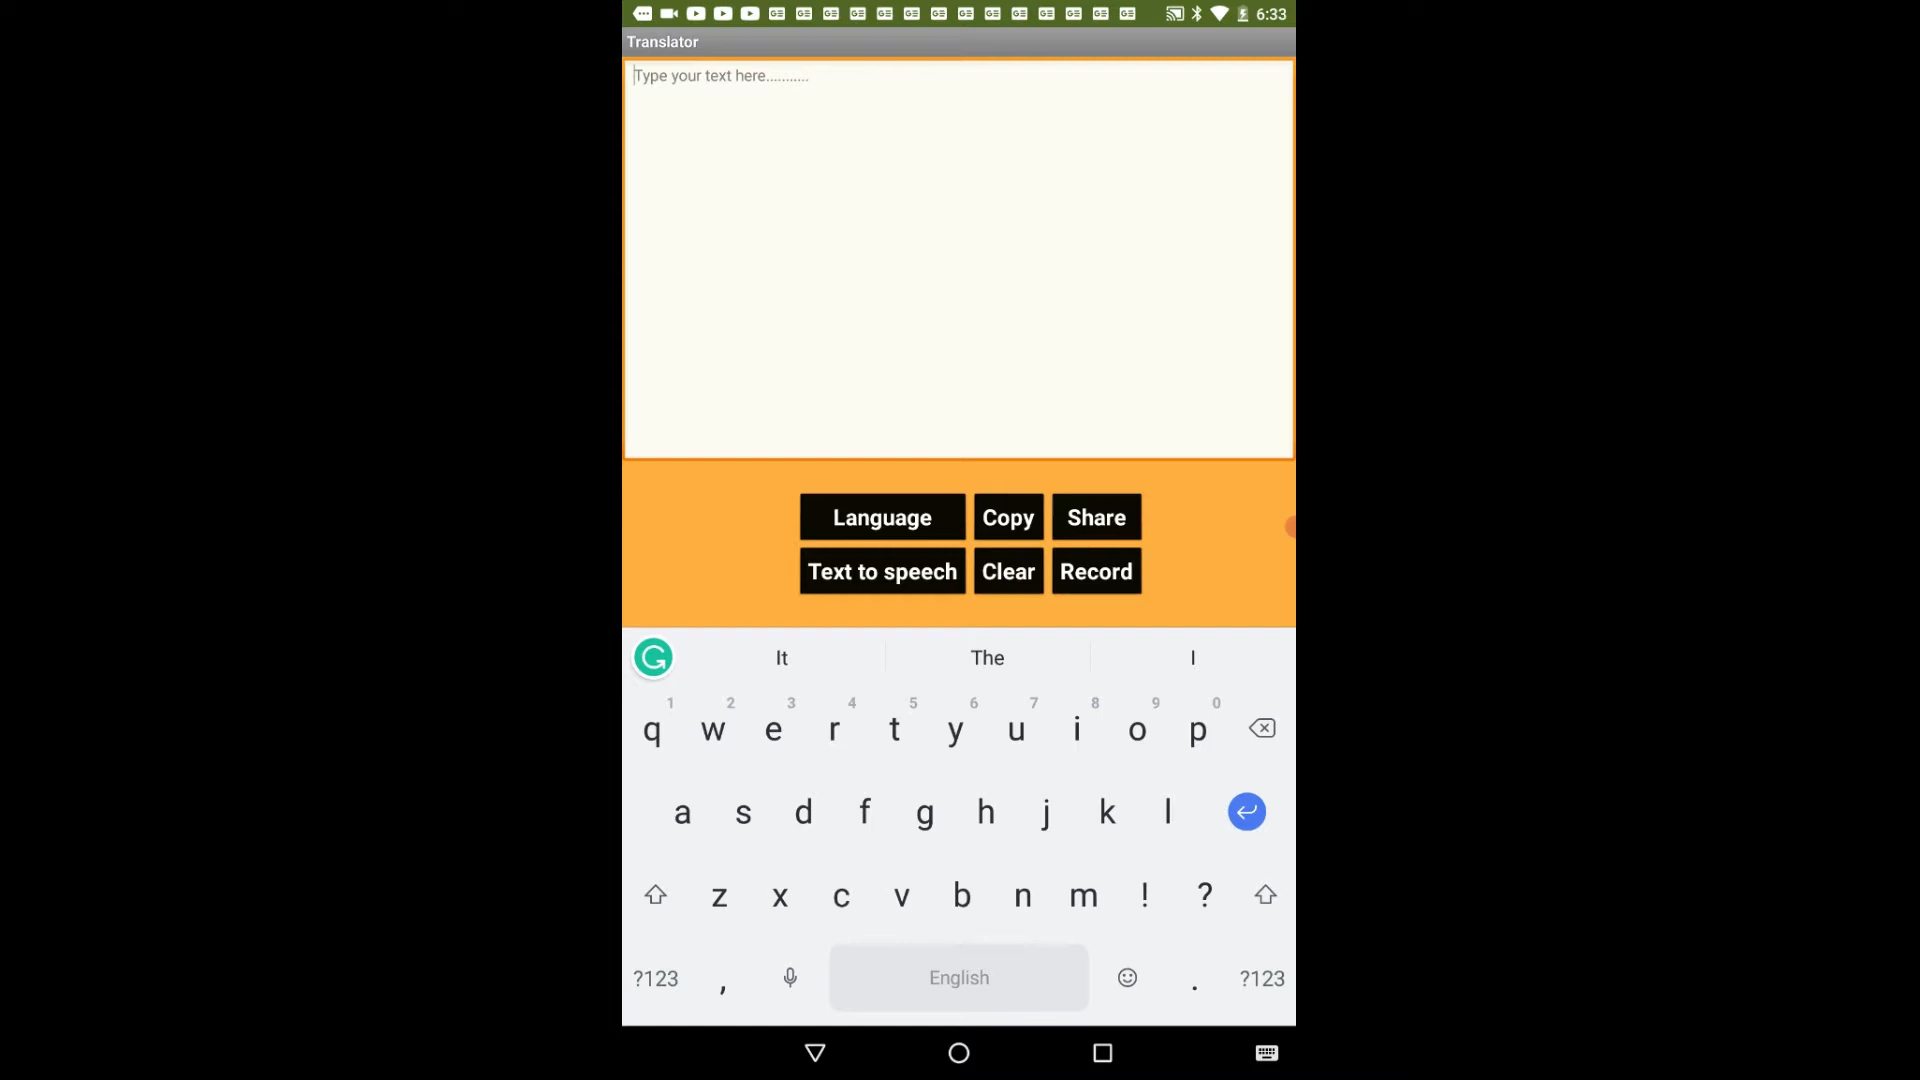 6:33
Translator
Type your text here...........
Language Copy Share
Text to speech Clear Record
It The I
1 2 3 4 5 6 7 8 9 0
q w e r t y u i o p
a s d f g h j k l
z x c v b n m ! ?
?123 , English . ?123